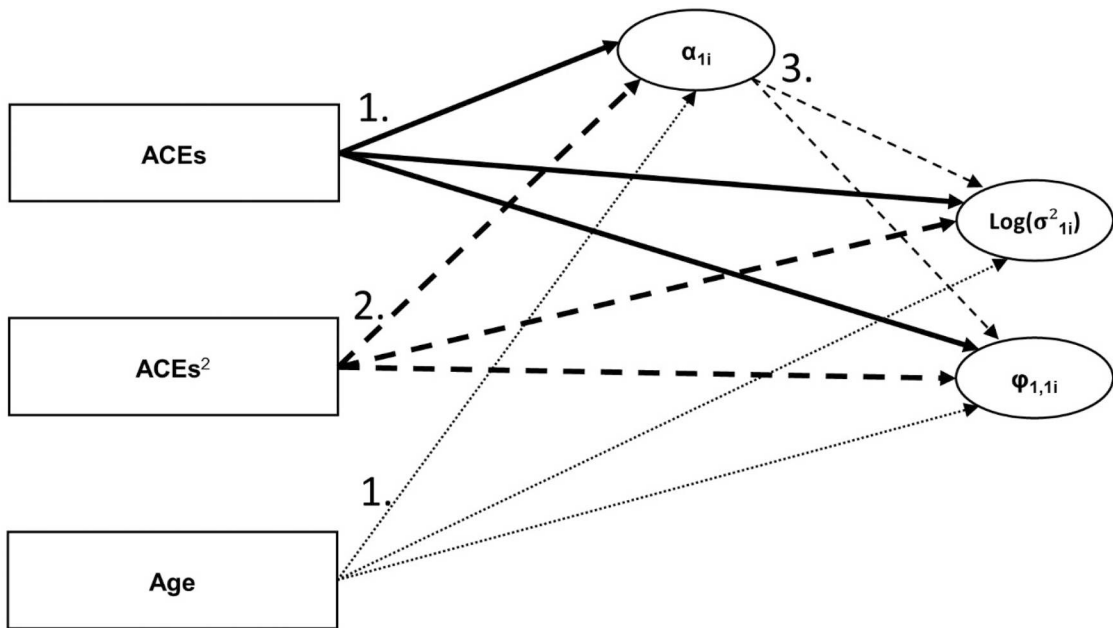 α₁ᵢ
3.
1.
ACEs
Log(σ²₁ᵢ)
2.
ACEs²
φ₁,₁ᵢ
1.
Age